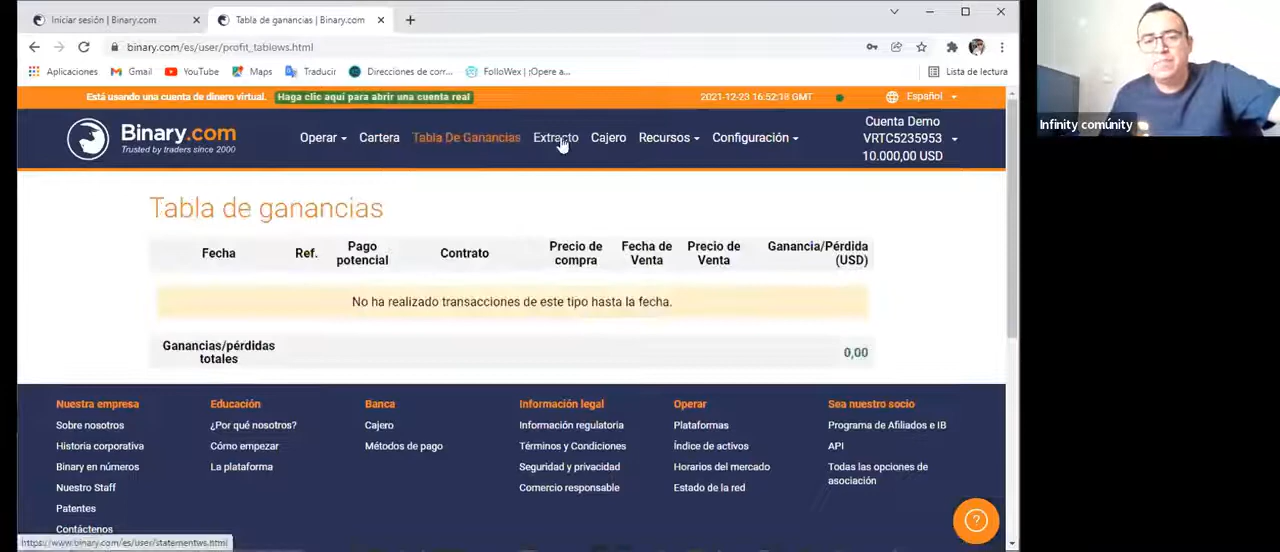 Iniciar sesión | Binary.com
Tabla de ganancias | Binary.com
binary.com/es/user/profit_tablews.html
Aplicaciones Gmail YouTube Maps Traducir Direcciones de corr... FolloWex | ¡Opere a... Lista de lectura
Está usando una cuenta de dinero virtual. Haga clic aquí para abrir una cuenta real 2021-12-23 16:52:18 GMT Español
Binary.com
Trusted by traders since 2000
Operar Cartera Tabla De Ganancias Extracto Cajero Recursos Configuración
Cuenta Demo
VRTC5235953
10.000,00 USD
Infinity comúnity
Tabla de ganancias
Fecha Ref. Pago potencial Contrato Precio de compra Fecha de Venta Precio de Venta Ganancia/Pérdida (USD)
No ha realizado transacciones de este tipo hasta la fecha.
Ganancias/pérdidas totales 0,00
Nuestra empresa
Sobre nosotros
Historia corporativa
Binary en números
Nuestro Staff
Patentes
Contáctenos
Educación
¿Por qué nosotros?
Cómo empezar
La plataforma
Banca
Cajero
Métodos de pago
Información legal
Información regulatoria
Términos y Condiciones
Seguridad y privacidad
Comercio responsable
Operar
Plataformas
Índice de activos
Horarios del mercado
Estado de la red
Sea nuestro socio
Programa de Afiliados e IB
API
Todas las opciones de
asociación
https://www.binary.com/es/user/statementws.html